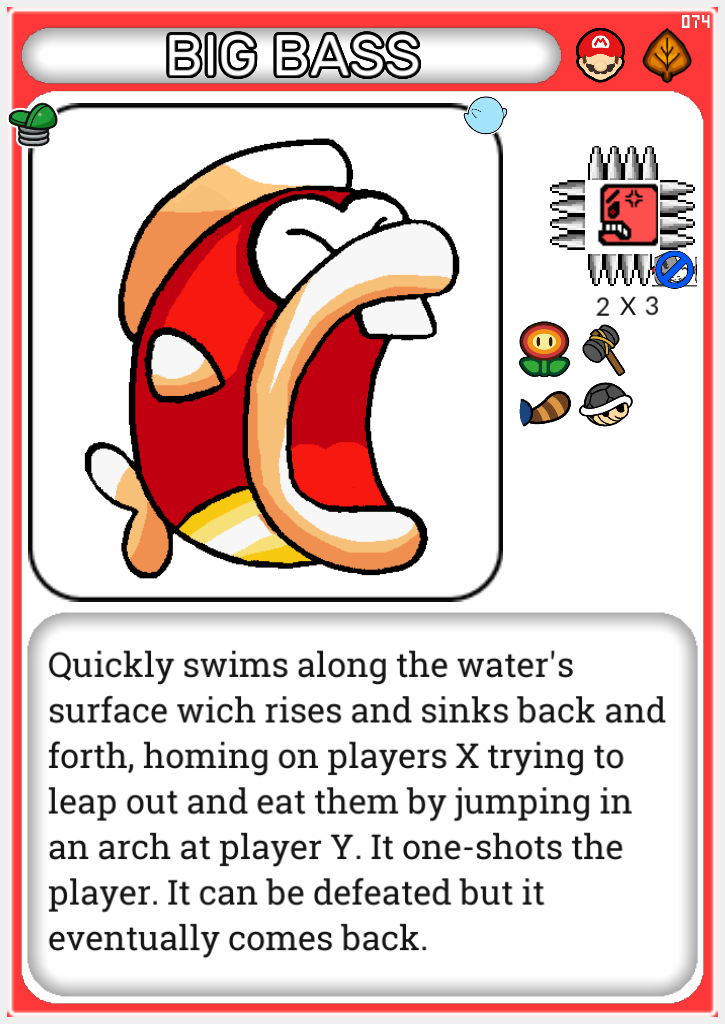 074
BIG BASS
2 X 3
Quickly swims along the water's
surface wich rises and sinks back and
forth, homing on players X trying to
leap out and eat them by jumping in
an arch at player Y. It one-shots the
player. It can be defeated but it
eventually comes back.